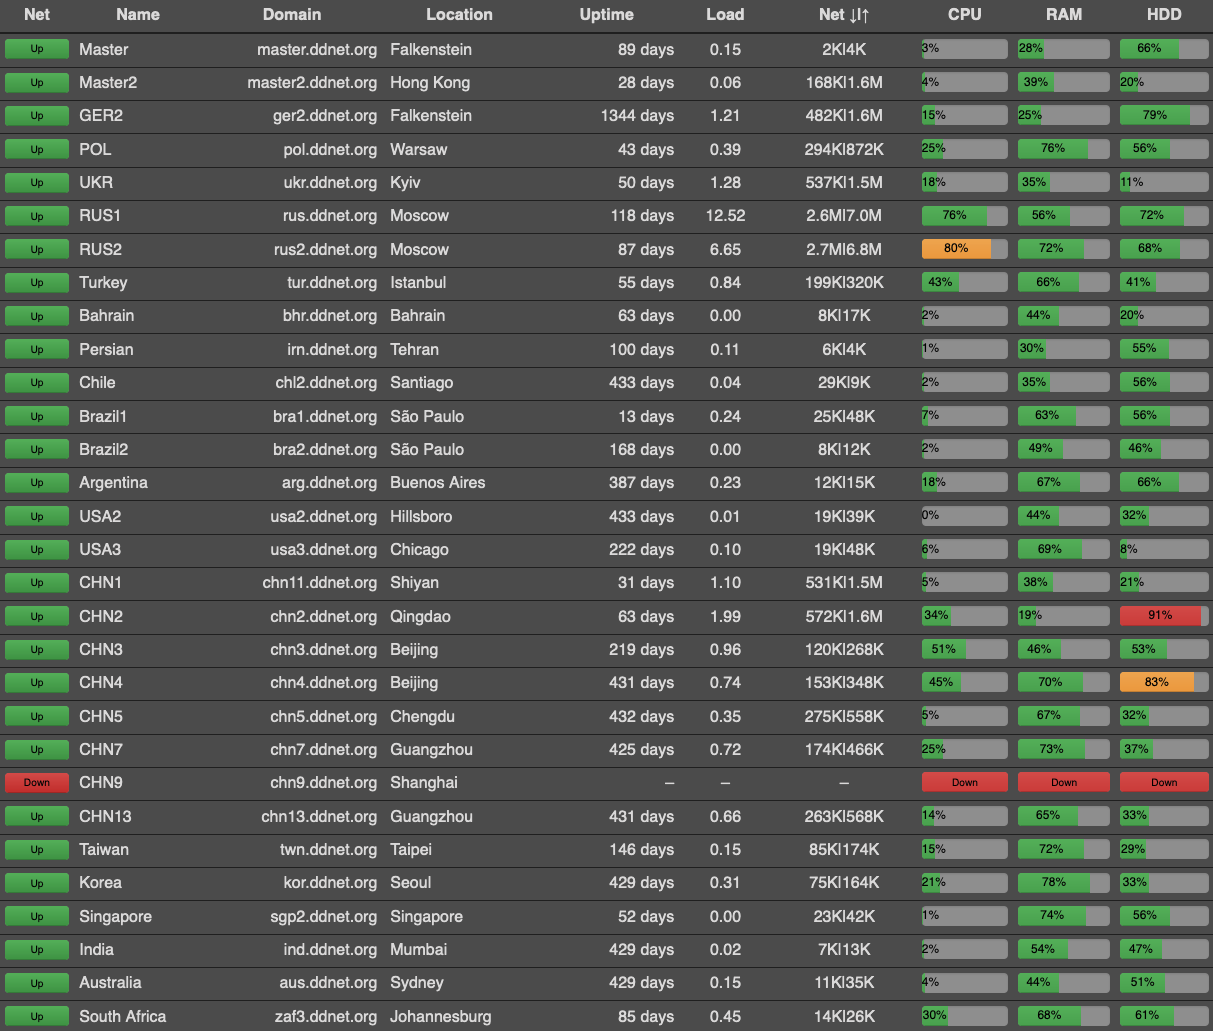 Net Name Domain Location Uptime Load Net ↓|↑ CPU RAM HDD
Up Master master.ddnet.org Falkenstein 89 days 0.15 2K|4K 3% 28% 66%
Up Master2 master2.ddnet.org Hong Kong 28 days 0.06 168K|1.6M 4% 39% 20%
Up GER2 ger2.ddnet.org Falkenstein 1344 days 1.21 482K|1.6M 15% 25% 79%
Up POL pol.ddnet.org Warsaw 43 days 0.39 294K|872K 25% 76% 56%
Up UKR ukr.ddnet.org Kyiv 50 days 1.28 537K|1.5M 18% 35% 11%
Up RUS1 rus.ddnet.org Moscow 118 days 12.52 2.6M|7.0M 76% 56% 72%
Up RUS2 rus2.ddnet.org Moscow 87 days 6.65 2.7M|6.8M 80% 72% 68%
Up Turkey tur.ddnet.org Istanbul 55 days 0.84 199K|320K 43% 66% 41%
Up Bahrain bhr.ddnet.org Bahrain 63 days 0.00 8K|17K 2% 44% 20%
Up Persian irn.ddnet.org Tehran 100 days 0.11 6K|4K 1% 30% 55%
Up Chile chl2.ddnet.org Santiago 433 days 0.04 29K|9K 2% 35% 56%
Up Brazil1 bra1.ddnet.org São Paulo 13 days 0.24 25K|48K 7% 63% 56%
Up Brazil2 bra2.ddnet.org São Paulo 168 days 0.00 8K|12K 2% 49% 46%
Up Argentina arg.ddnet.org Buenos Aires 387 days 0.23 12K|15K 18% 67% 66%
Up USA2 usa2.ddnet.org Hillsboro 433 days 0.01 19K|39K 0% 44% 32%
Up USA3 usa3.ddnet.org Chicago 222 days 0.10 19K|48K 6% 69% 8%
Up CHN1 chn11.ddnet.org Shiyan 31 days 1.10 531K|1.5M 5% 38% 21%
Up CHN2 chn2.ddnet.org Qingdao 63 days 1.99 572K|1.6M 34% 19% 91%
Up CHN3 chn3.ddnet.org Beijing 219 days 0.96 120K|268K 51% 46% 53%
Up CHN4 chn4.ddnet.org Beijing 431 days 0.74 153K|348K 45% 70% 83%
Up CHN5 chn5.ddnet.org Chengdu 432 days 0.35 275K|558K 5% 67% 32%
Up CHN7 chn7.ddnet.org Guangzhou 425 days 0.72 174K|466K 25% 73% 37%
Down CHN9 chn9.ddnet.org Shanghai – – – Down Down Down
Up CHN13 chn13.ddnet.org Guangzhou 431 days 0.66 263K|568K 14% 65% 33%
Up Taiwan twn.ddnet.org Taipei 146 days 0.15 85K|174K 15% 72% 29%
Up Korea kor.ddnet.org Seoul 429 days 0.31 75K|164K 21% 78% 33%
Up Singapore sgp2.ddnet.org Singapore 52 days 0.00 23K|42K 1% 74% 56%
Up India ind.ddnet.org Mumbai 429 days 0.02 7K|13K 2% 54% 47%
Up Australia aus.ddnet.org Sydney 429 days 0.15 11K|35K 4% 44% 51%
Up South Africa zaf3.ddnet.org Johannesburg 85 days 0.45 14K|26K 30% 68% 61%